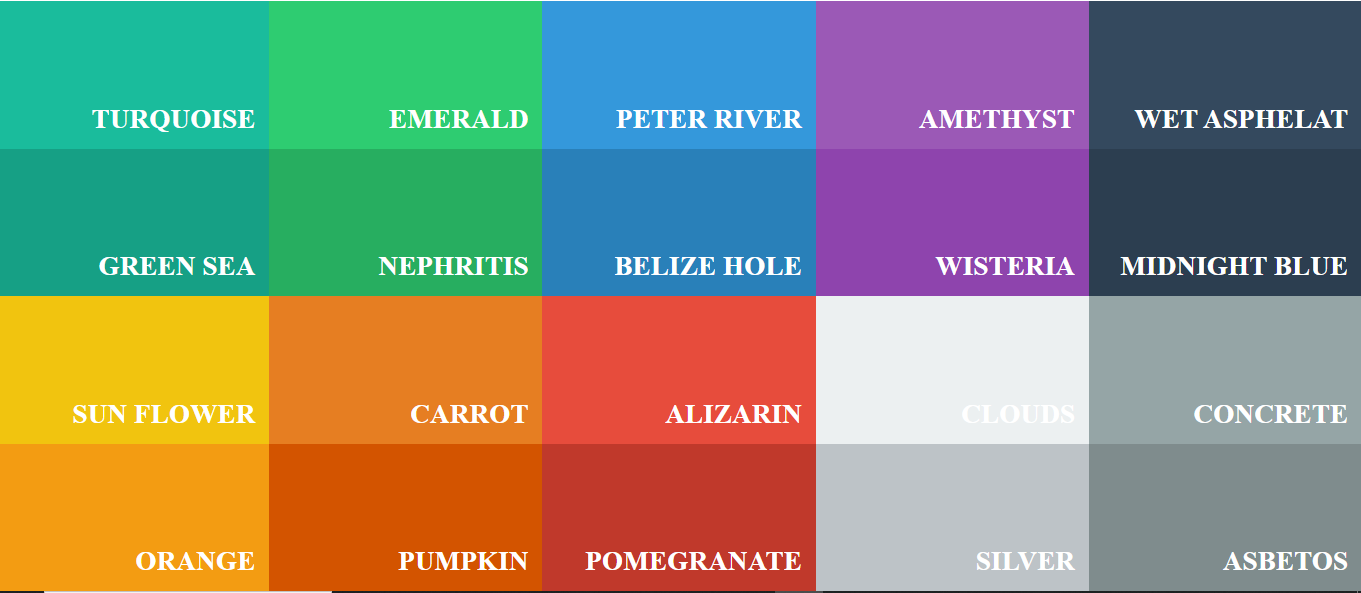 TURQUOISE
EMERALD
PETER RIVER
AMETHYST
WET ASPHELAT
GREEN SEA
NEPHRITIS
BELIZE HOLE
WISTERIA
MIDNIGHT BLUE
SUN FLOWER
CARROT
ALIZARIN
CLOUDS
CONCRETE
ORANGE
PUMPKIN
POMEGRANATE
SILVER
ASBETOS